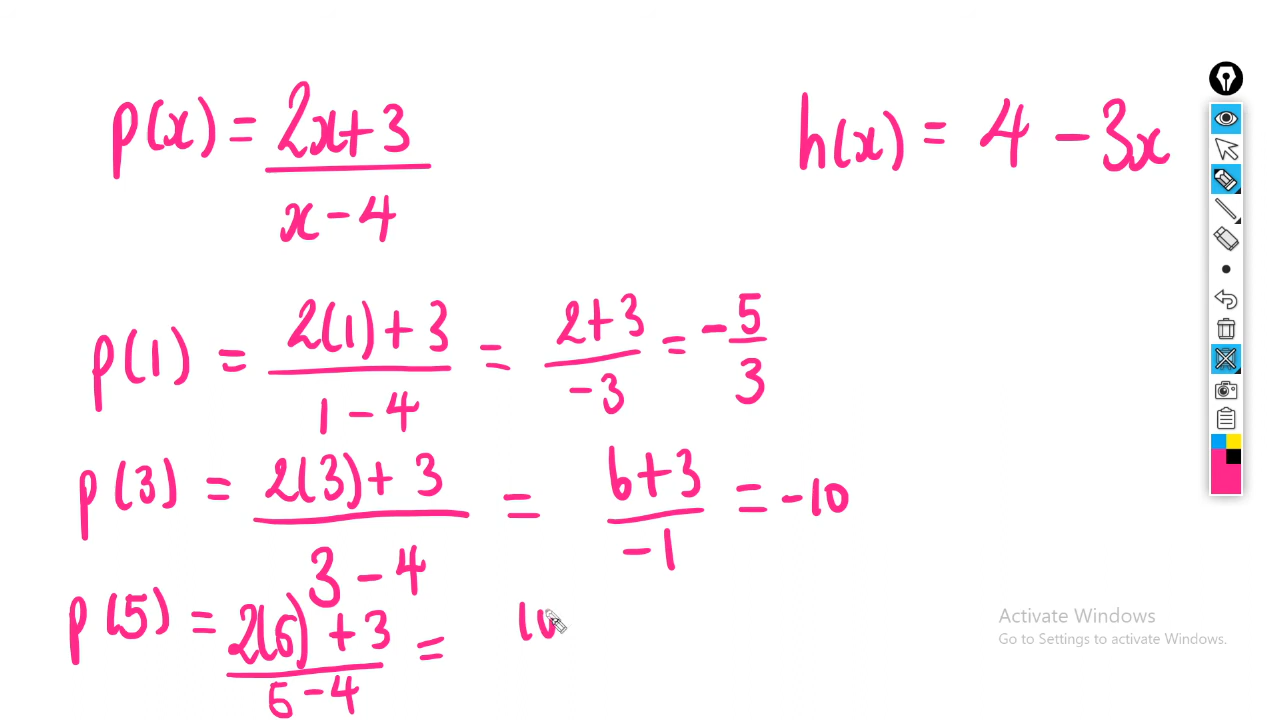 p(x) = (2x+3)/(x-4)
h(x) = 4 - 3x
p(1) = (2(1)+3)/(1-4) = (2+3)/(-3) = -5/3
p(3) = (2(3)+3)/(3-4) = (6+3)/(-1) = -10
p(5) = (2(5)+3)/(5-4) = 10
Activate Windows
Go to Settings to activate Windows.